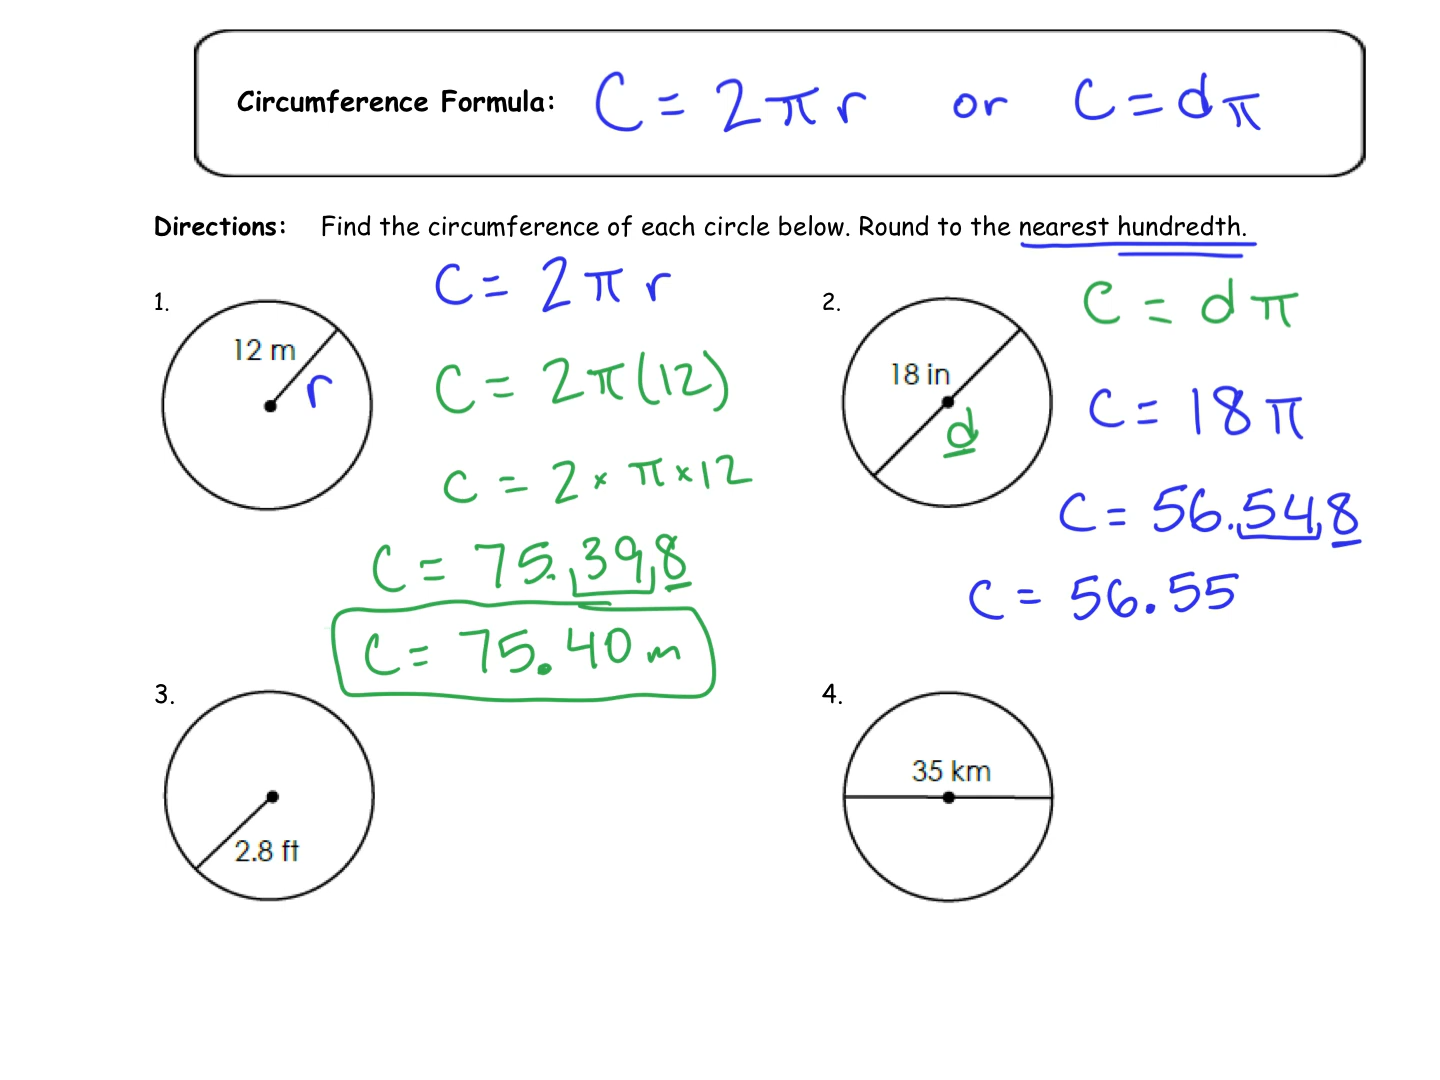 Circumference Formula: C = 2πr or C = dπ
Directions: Find the circumference of each circle below. Round to the nearest hundredth.
1.
12 m
r
C = 2πr
C = 2π(12)
C = 2 × π × 12
C = 75.398
C = 75.40 m
2.
18 in
d
C = dπ
C = 18π
C = 56.548
C = 56.55
3.
2.8 ft
4.
35 km